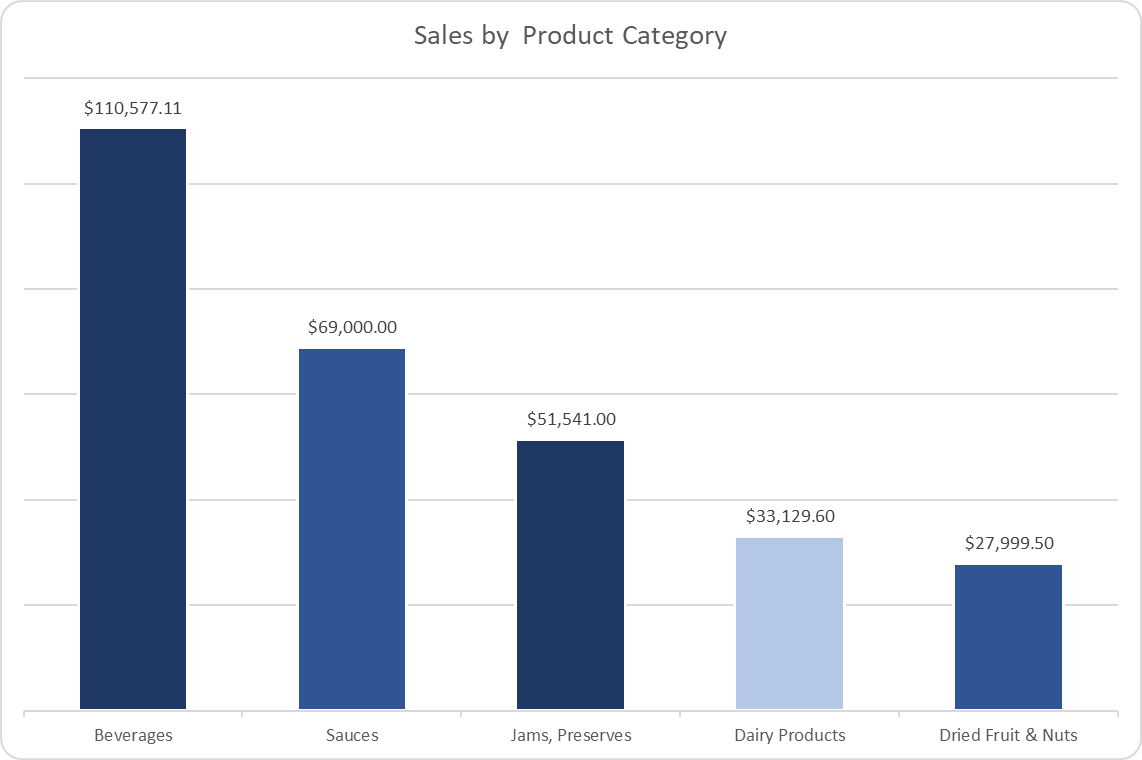 Sales by  Product Category
$110,577.11
$69,000.00
$51,541.00
$33,129.60
$27,999.50
Beverages
Sauces
Jams, Preserves
Dairy Products
Dried Fruit & Nuts